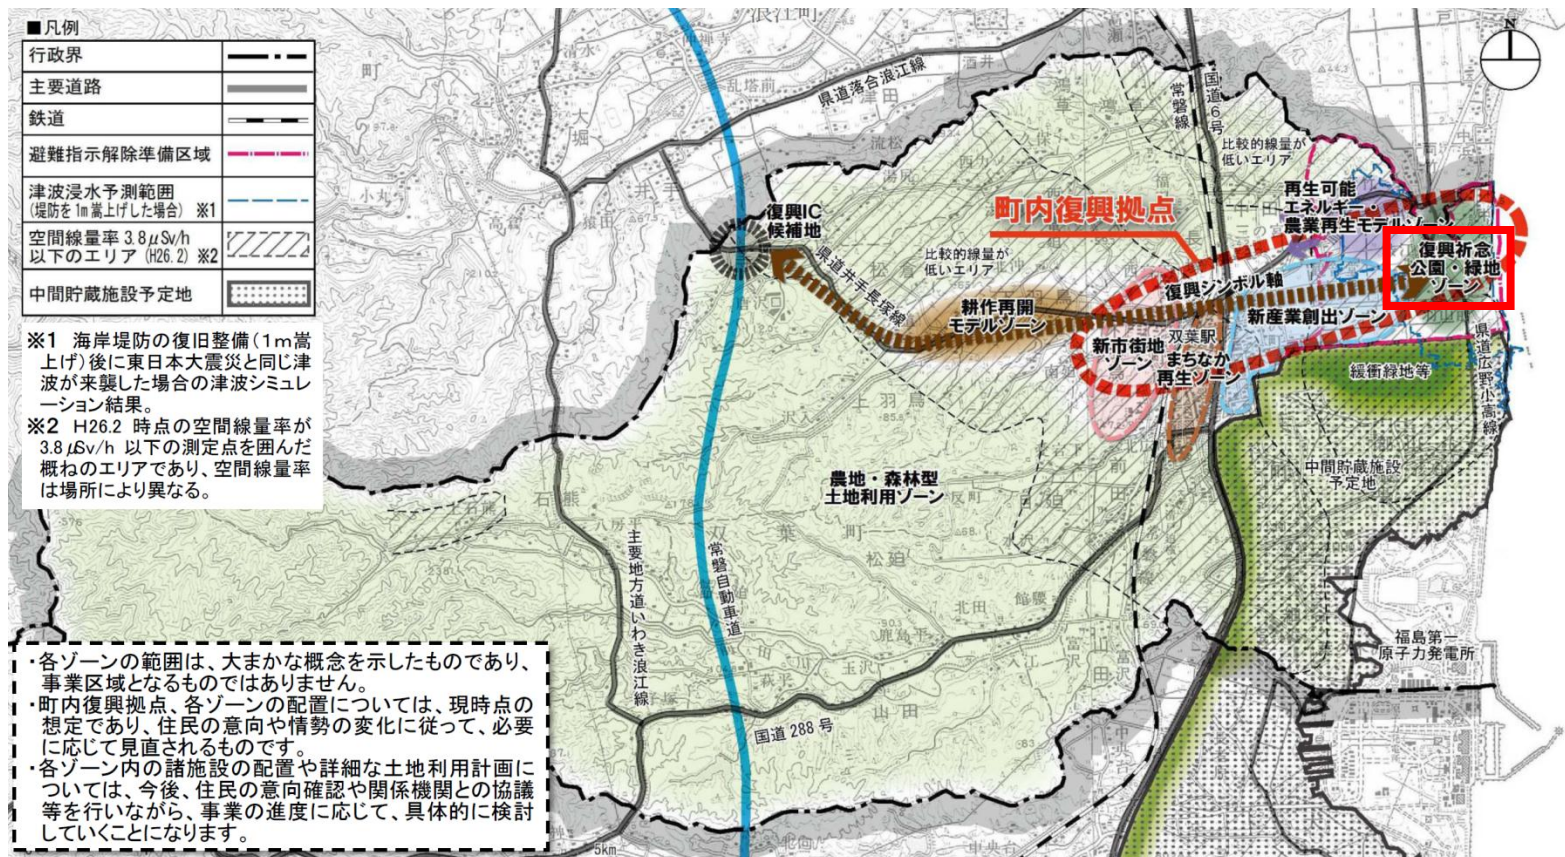 ■凡例
行政界
主要道路
鉄道
避難指示解除準備区域
津波浸水予測範囲
(堤防を1m嵩上げした場合) ※1
空間線量率 3.8μSv/h
以下のエリア (H26.2) ※2
中間貯蔵施設予定地
※1 海岸堤防の復旧整備(1m嵩
上げ)後に東日本大震災と同じ津
波が来襲した場合の津波シミュレ
ーション結果。
※2 H26.2 時点の空間線量率が
3.8μSv/h 以下の測定点を囲んだ
概ねのエリアであり、空間線量率
は場所により異なる。
浪江町
N
県道落合浪江線
常磐線
国道6号
比較的線量が
低いエリア
再生可能
エネルギー
農業再生モデルゾーン
町内復興拠点
復興祈念
公園・緑地
ゾーン
復興IC
候補地
県道井手長塚線
比較的線量が
低いエリア
復興シンボル軸
耕作再開
モデルゾーン
新産業創出ゾーン
双葉駅
新市街地
ゾーン
まちなか
再生ゾーン
緩衝緑地等
県道広野小高線
大堀
井手
小丸
酒井
上羽鳥
農地・森林型
土地利用ゾーン
中間貯蔵施設
予定地
石熊
双葉町
松迫
主要地方道いわき浪江線
常磐自動車道
山田
国道288号
福島第一
原子力発電所
・各ゾーンの範囲は、大まかな概念を示したものであり、
事業区域となるものではありません。
・町内復興拠点、各ゾーンの配置については、現時点の
想定であり、住民の意向や情勢の変化に従って、必要
に応じて見直されるものです。
・各ゾーン内の諸施設の配置や詳細な土地利用計画に
ついては、今後、住民の意向確認や関係機関との協議
等を行いながら、事業の進度に応じて、具体的に検討
していくことになります。
5km